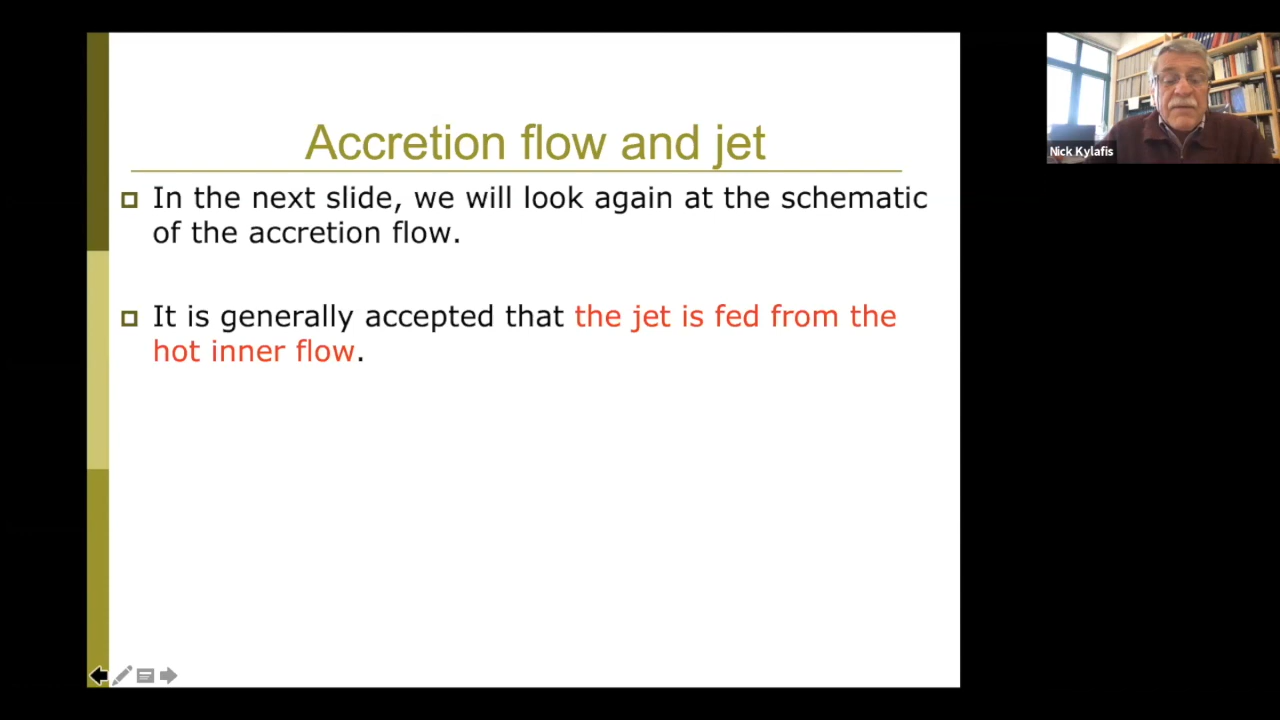 Accretion flow and jet
In the next slide, we will look again at the schematic
of the accretion flow.
It is generally accepted that the jet is fed from the
hot inner flow.
Nick Kylafis